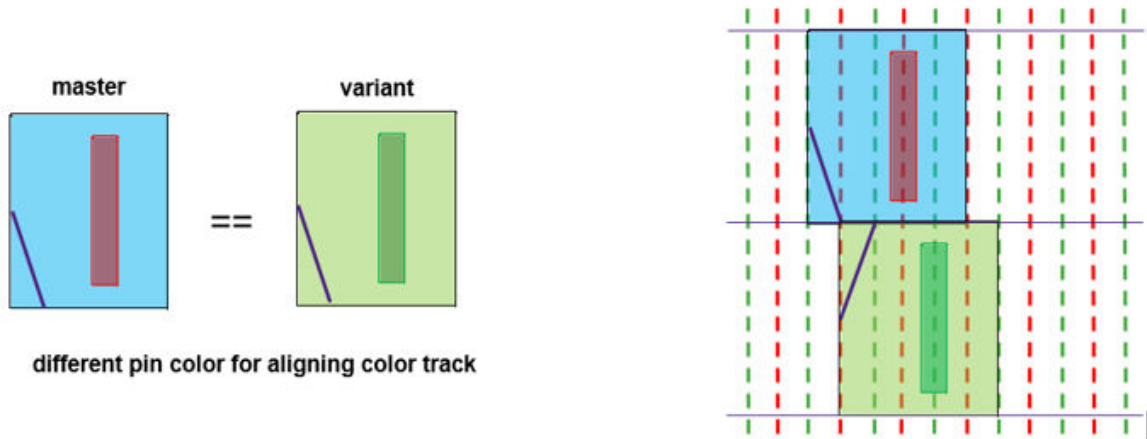 master
variant
==
different pin color for aligning color track